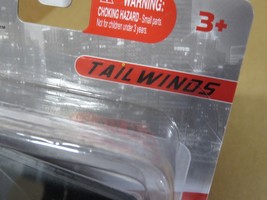 WARNING:
CHOKING HAZARD - Small parts.
Not for children under 3 years.
3+
TAILWINDS